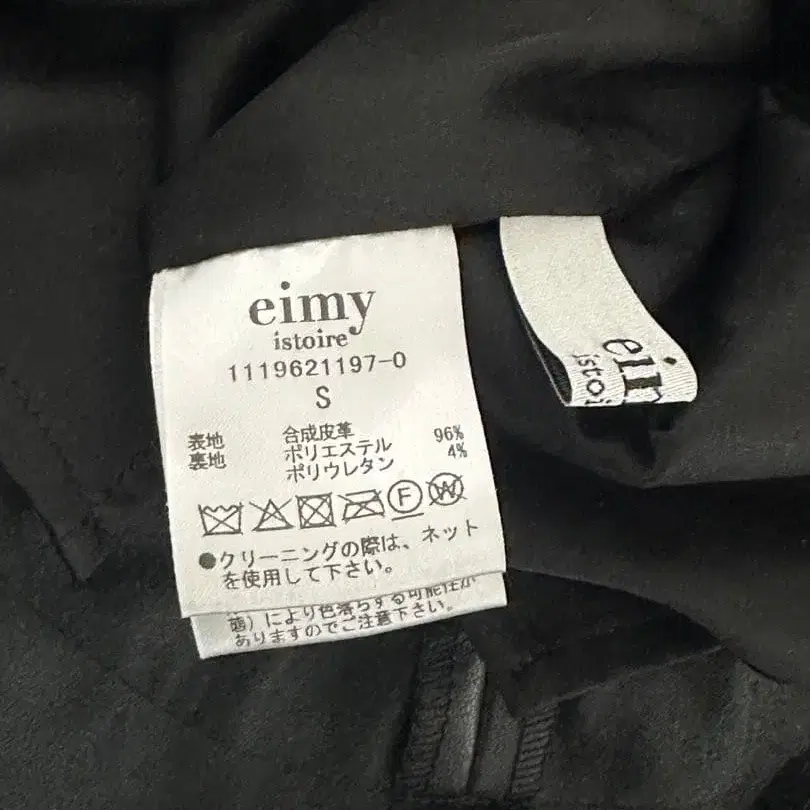 eimy
istoire
1119621197-0
S
表地 合成皮革
裏地 ポリエステル 96%
ポリウレタン 4%
F W
●クリーニングの際は、ネット
を使用して下さい。
態)により色落ちする可能性が
ありますのでご注意下さい。